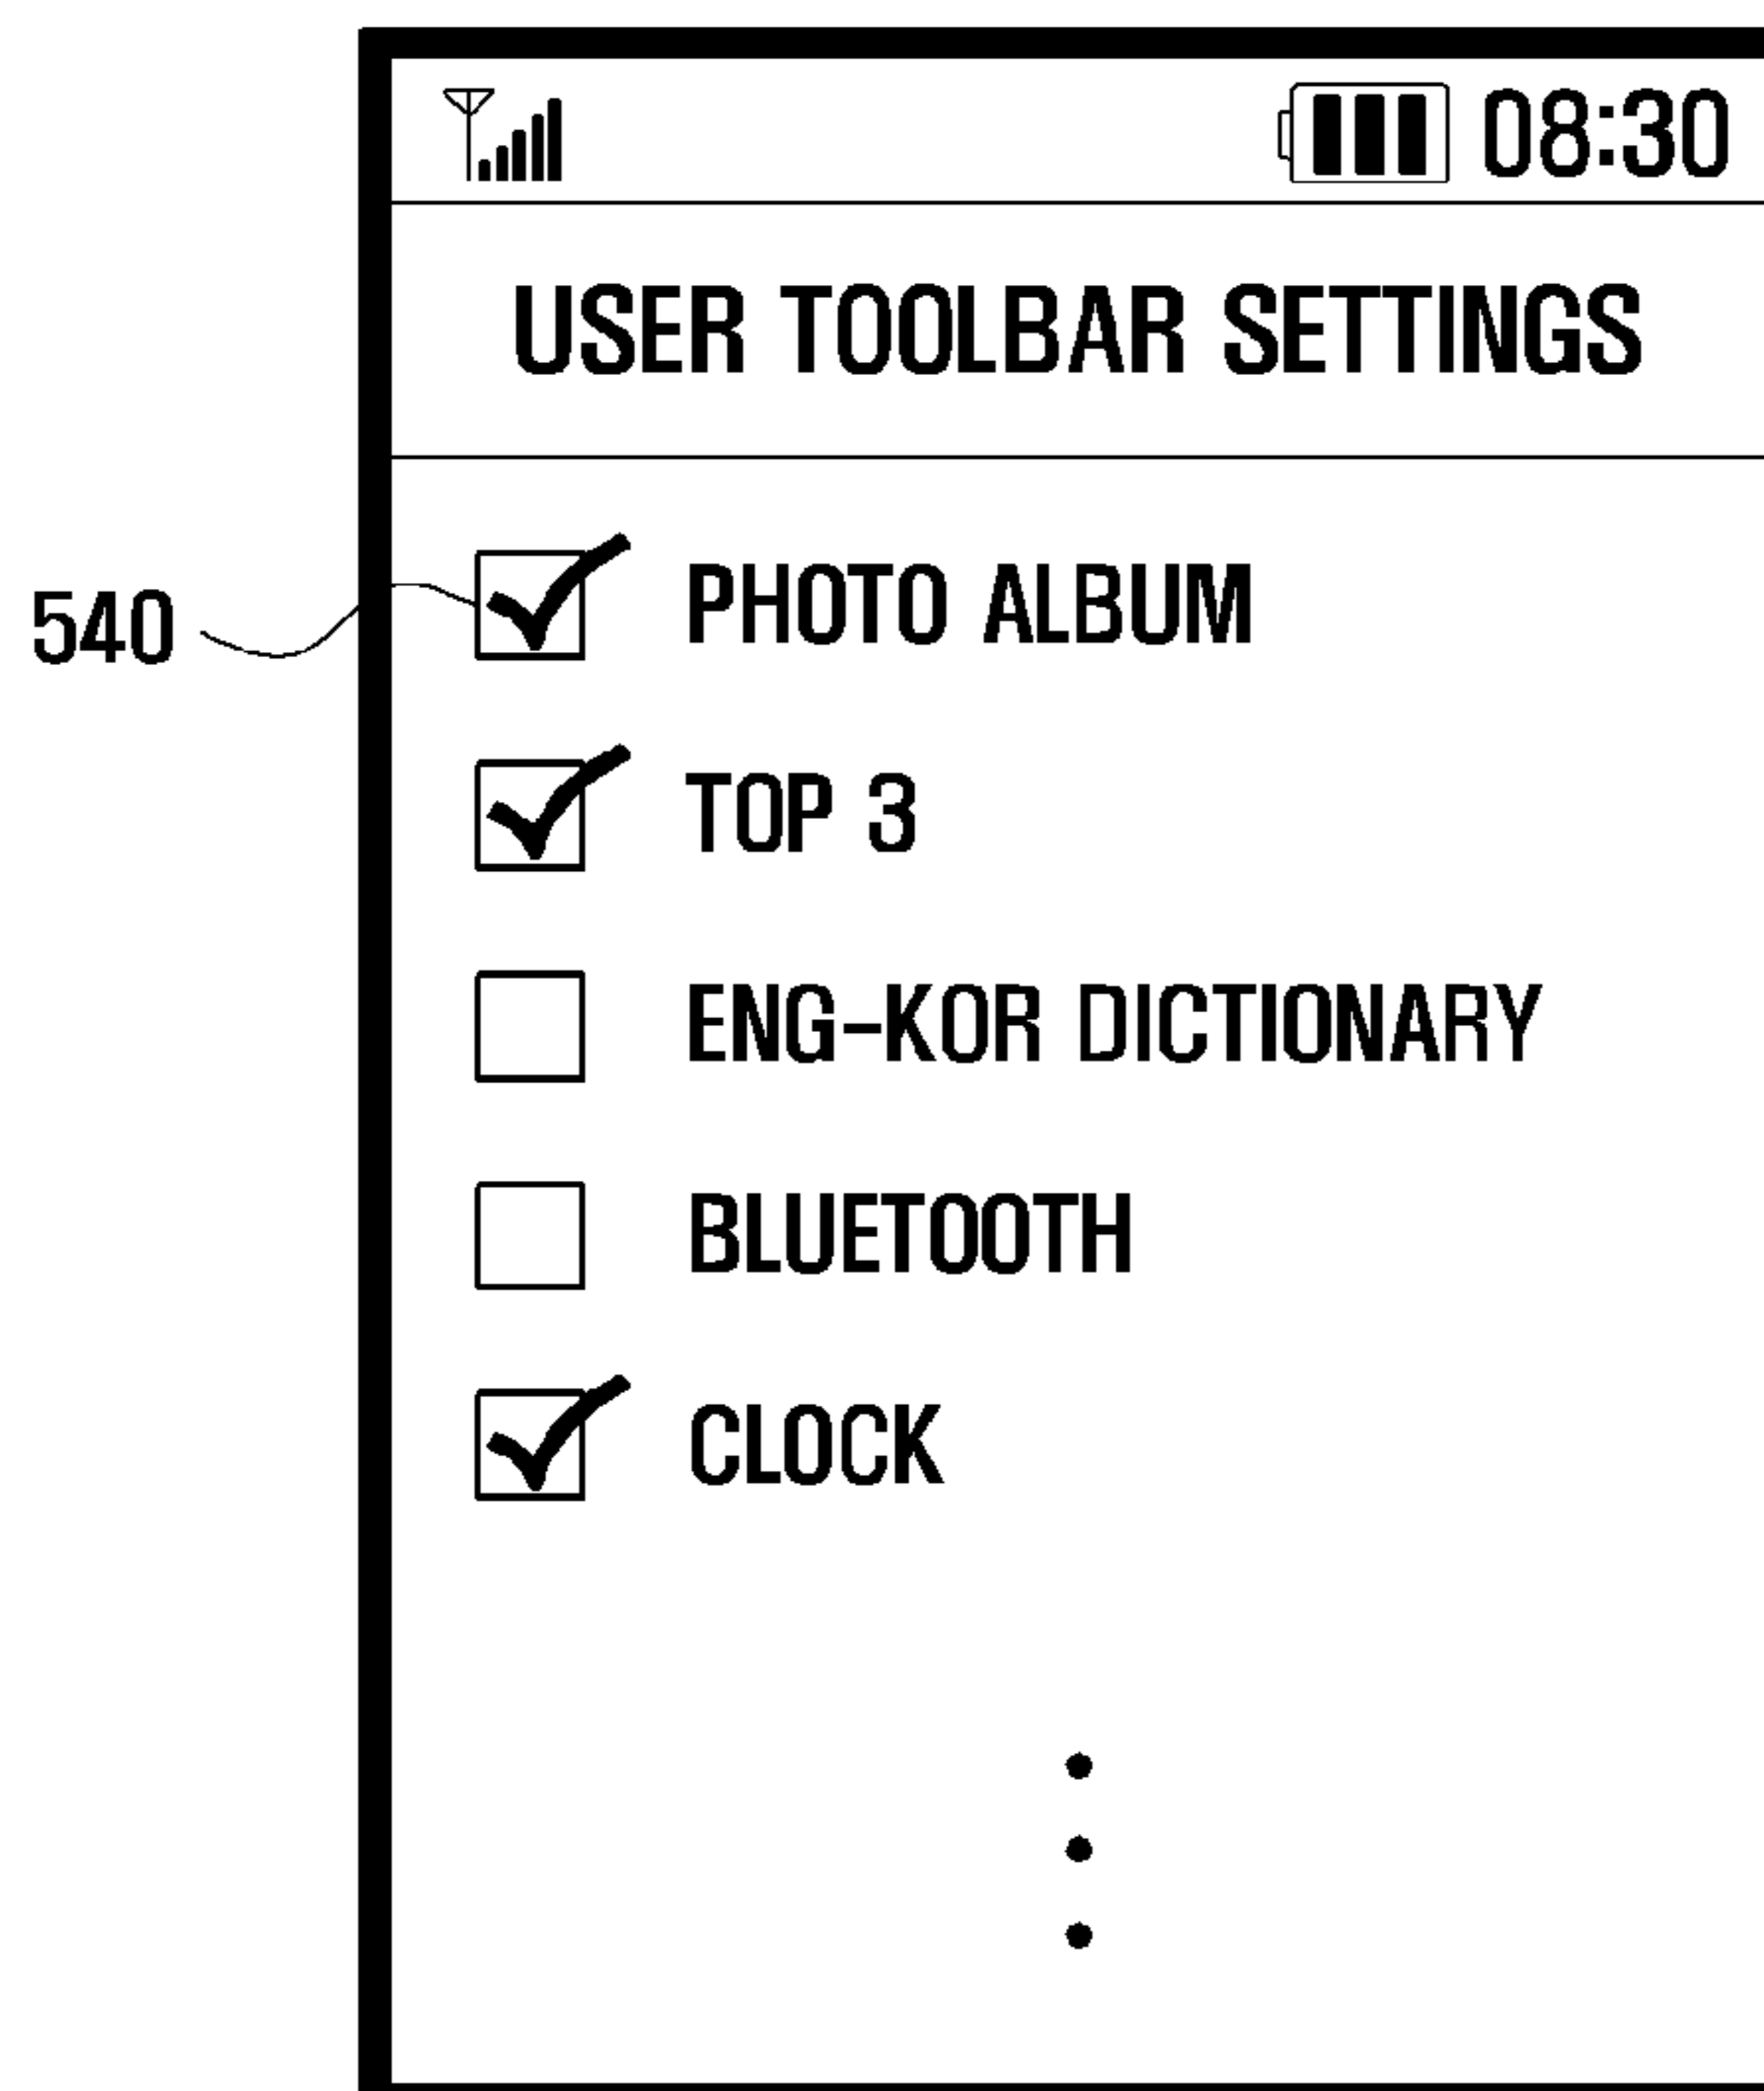 08:30
USER TOOLBAR SETTINGS
540
PHOTO ALBUM
TOP 3
ENG-KOR DICTIONARY
BLUETOOTH
CLOCK